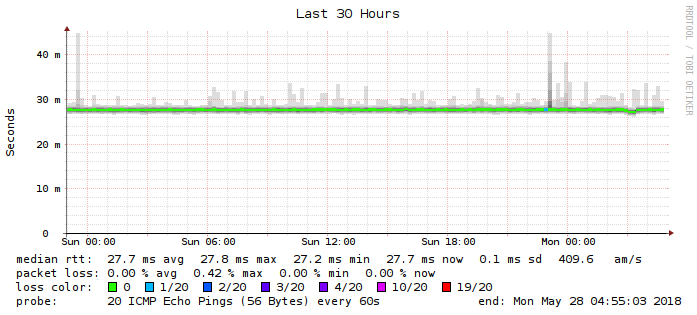 Last 30 Hours
RRDTOOL / TOBI OETIKER
Seconds
40 m
30 m
20 m
10 m
0
Sun 00:00 Sun 06:00 Sun 12:00 Sun 18:00 Mon 00:00
median rtt: 27.7 ms avg 27.8 ms max 27.2 ms min 27.7 ms now 0.1 ms sd 409.6 am/s
packet loss: 0.00 % avg 0.42 % max 0.00 % min 0.00 % now
loss color: 0 1/20 2/20 3/20 4/20 10/20 19/20
probe: 20 ICMP Echo Pings (56 Bytes) every 60s end: Mon May 28 04:55:03 2018